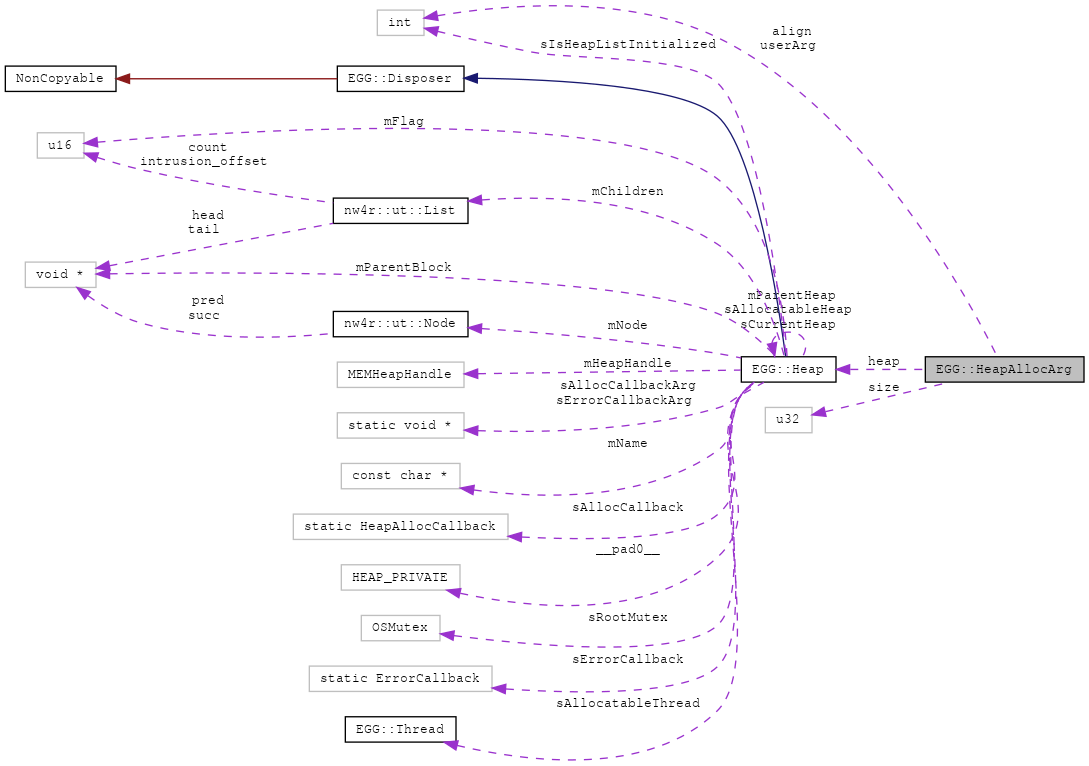 int
align
userArg
sIsHeapListInitialized
NonCopyable
EGG::Disposer
mFlag
u16
count
intrusion_offset
mChildren
nw4r::ut::List
head
tail
void *
mParentBlock
mParentHeap
sAllocatableHeap
sCurrentHeap
pred
succ
nw4r::ut::Node
mNode
mHeapHandle
MEMHeapHandle
EGG::Heap
heap
EGG::HeapAllocArg
size
u32
sAllocCallbackArg
sErrorCallbackArg
static void *
mName
const char *
sAllocCallback
static HeapAllocCallback
__pad0__
HEAP_PRIVATE
sRootMutex
OSMutex
sErrorCallback
static ErrorCallback
sAllocatableThread
EGG::Thread